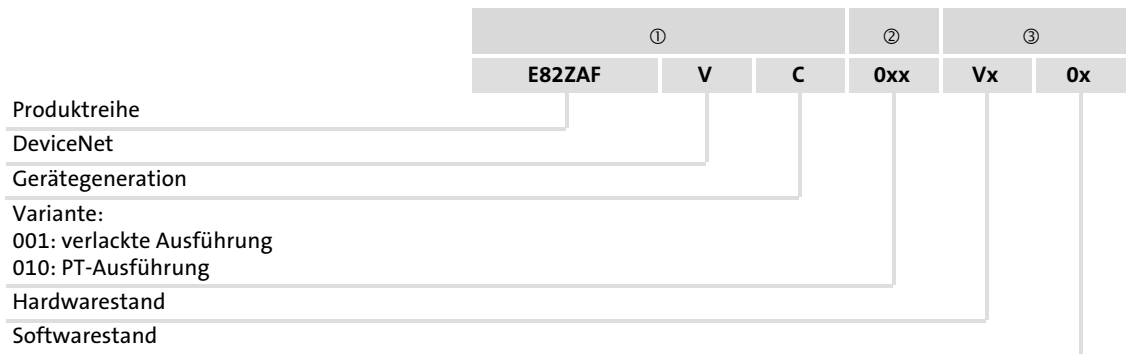 ① ② ③
E82ZAF V C 0xx Vx 0x
Produktreihe
DeviceNet
Gerätegeneration
Variante:
001: verlackte Ausführung
010: PT-Ausführung
Hardwarestand
Softwarestand